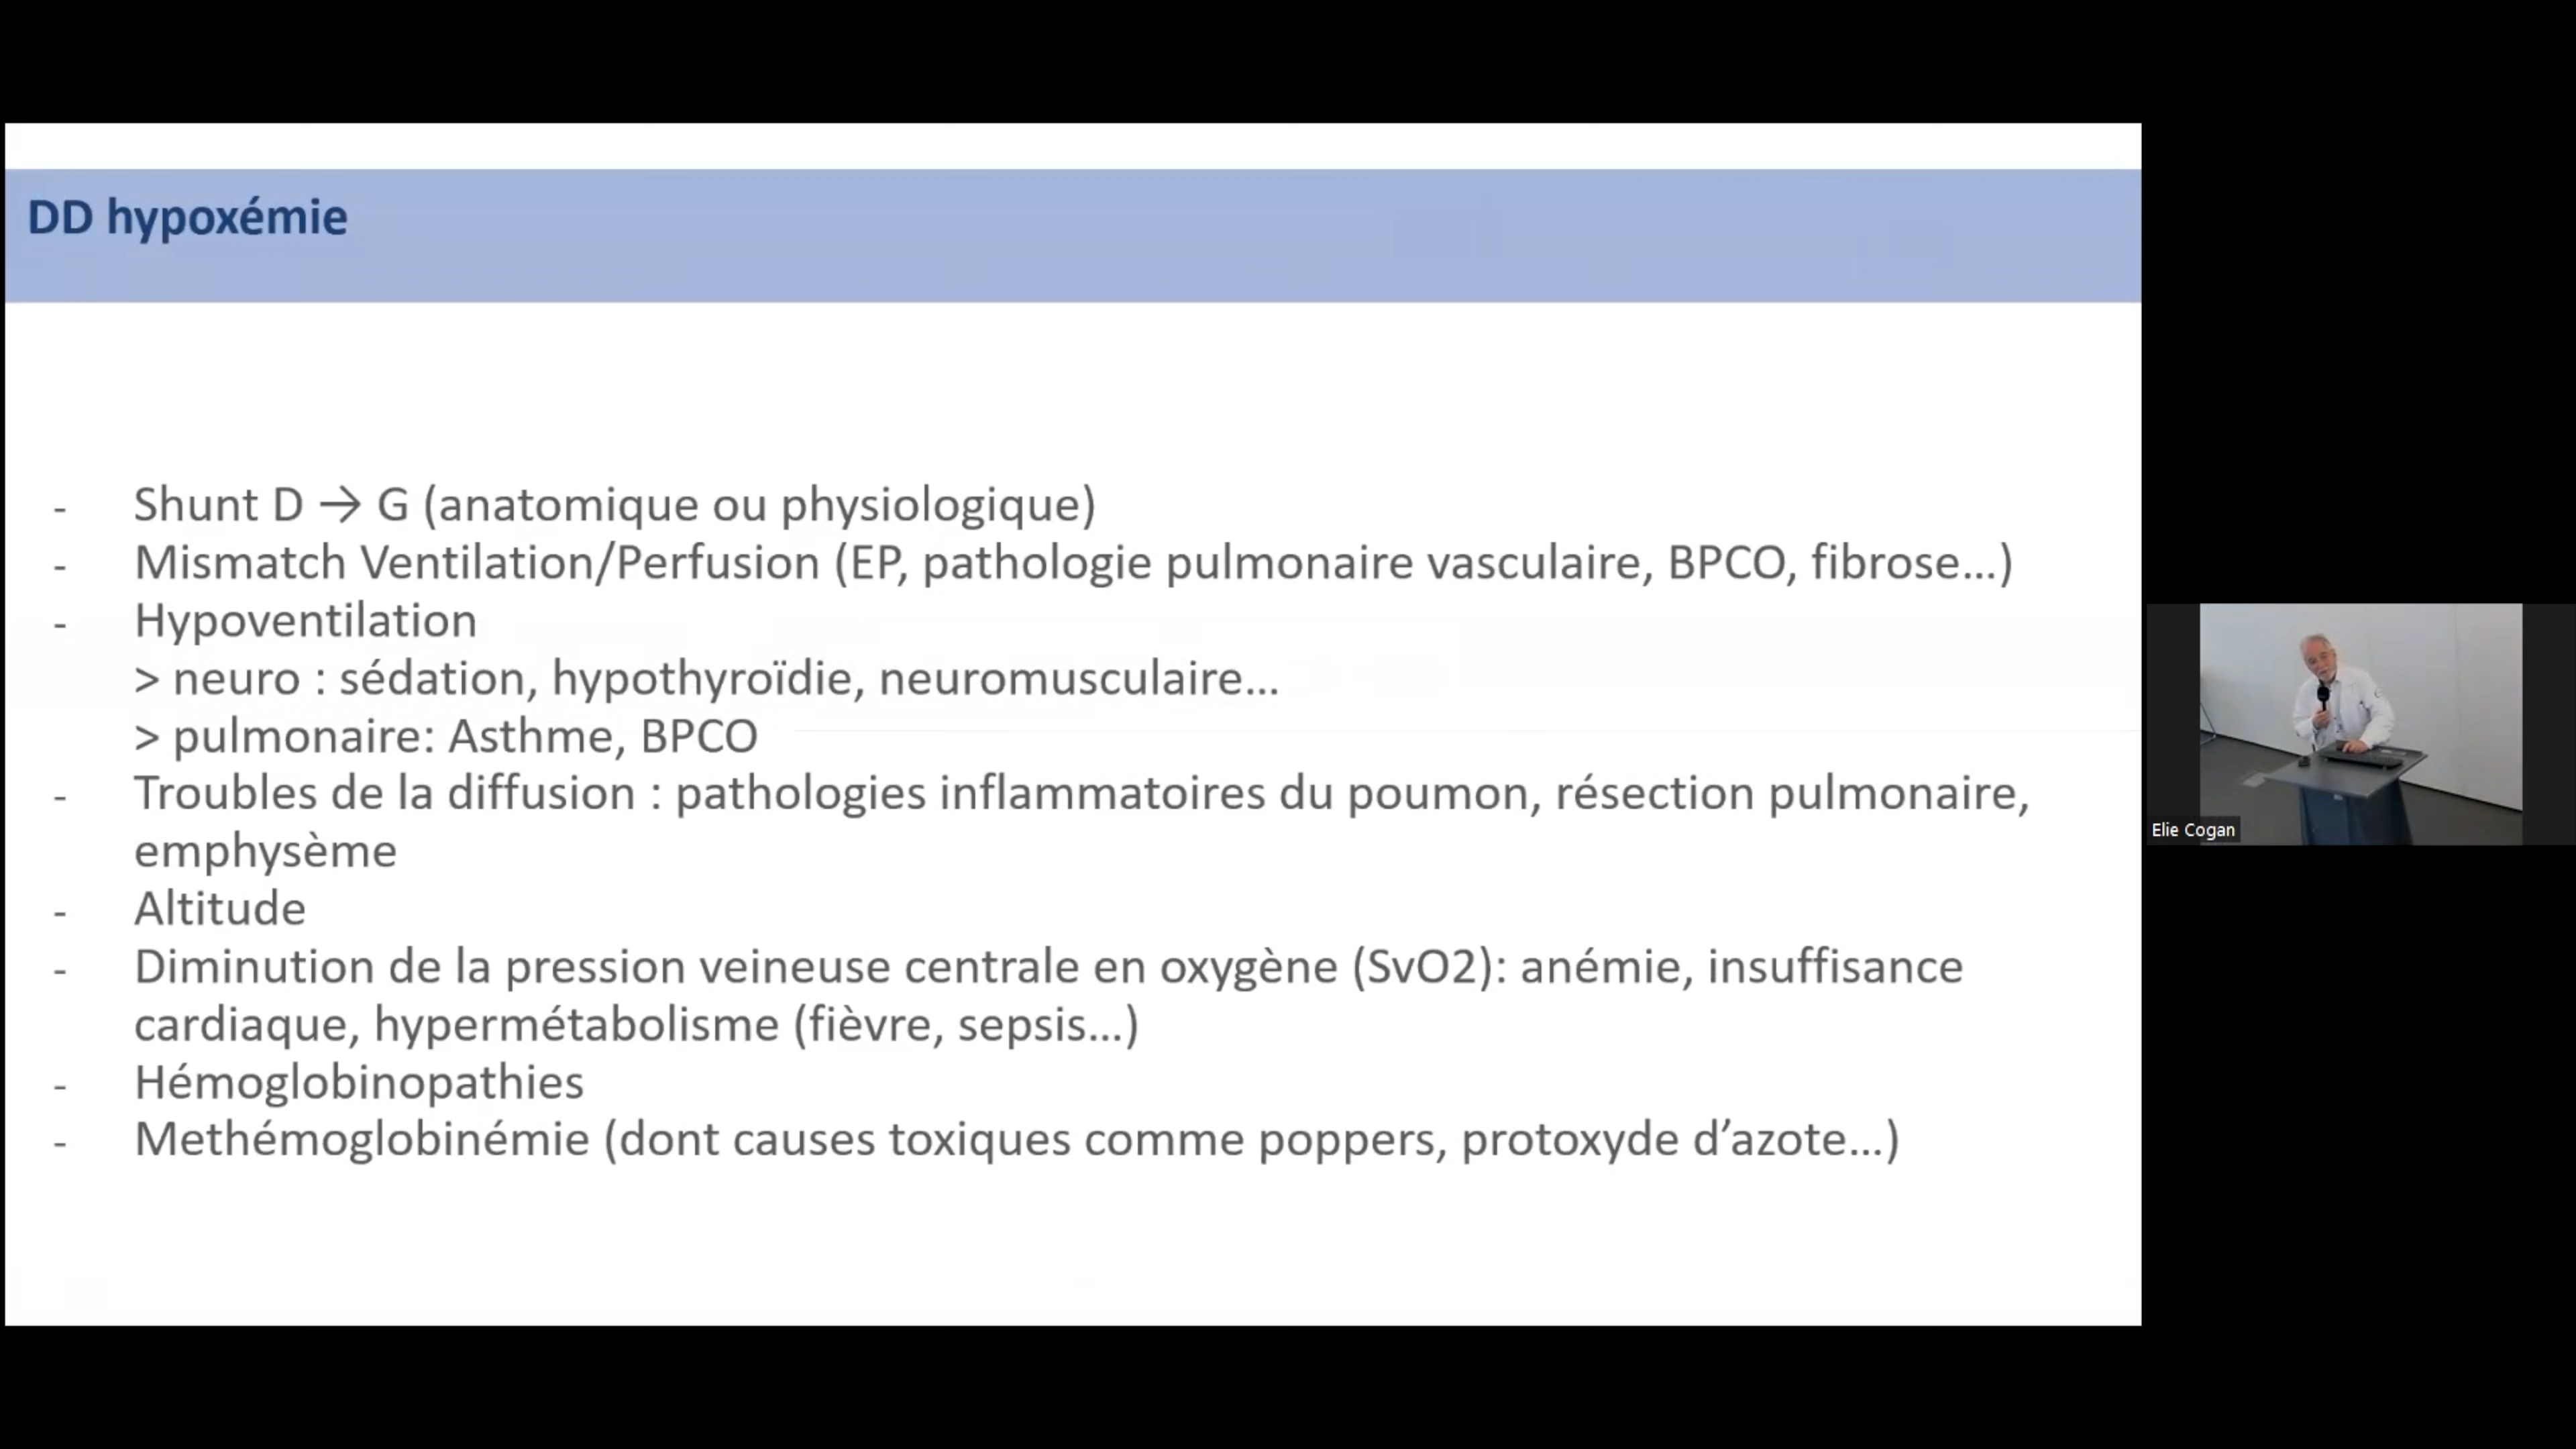 DD hypoxémie
- Shunt D → G (anatomique ou physiologique)
- Mismatch Ventilation/Perfusion (EP, pathologie pulmonaire vasculaire, BPCO, fibrose...)
- Hypoventilation
> neuro : sédation, hypothyroïdie, neuromusculaire...
> pulmonaire: Asthme, BPCO
- Troubles de la diffusion : pathologies inflammatoires du poumon, résection pulmonaire,
emphysème
- Altitude
- Diminution de la pression veineuse centrale en oxygène (SvO2): anémie, insuffisance
cardiaque, hypermétabolisme (fièvre, sepsis...)
- Hémoglobinopathies
- Methémoglobinémie (dont causes toxiques comme poppers, protoxyde d’azote...)
Elie Cogan